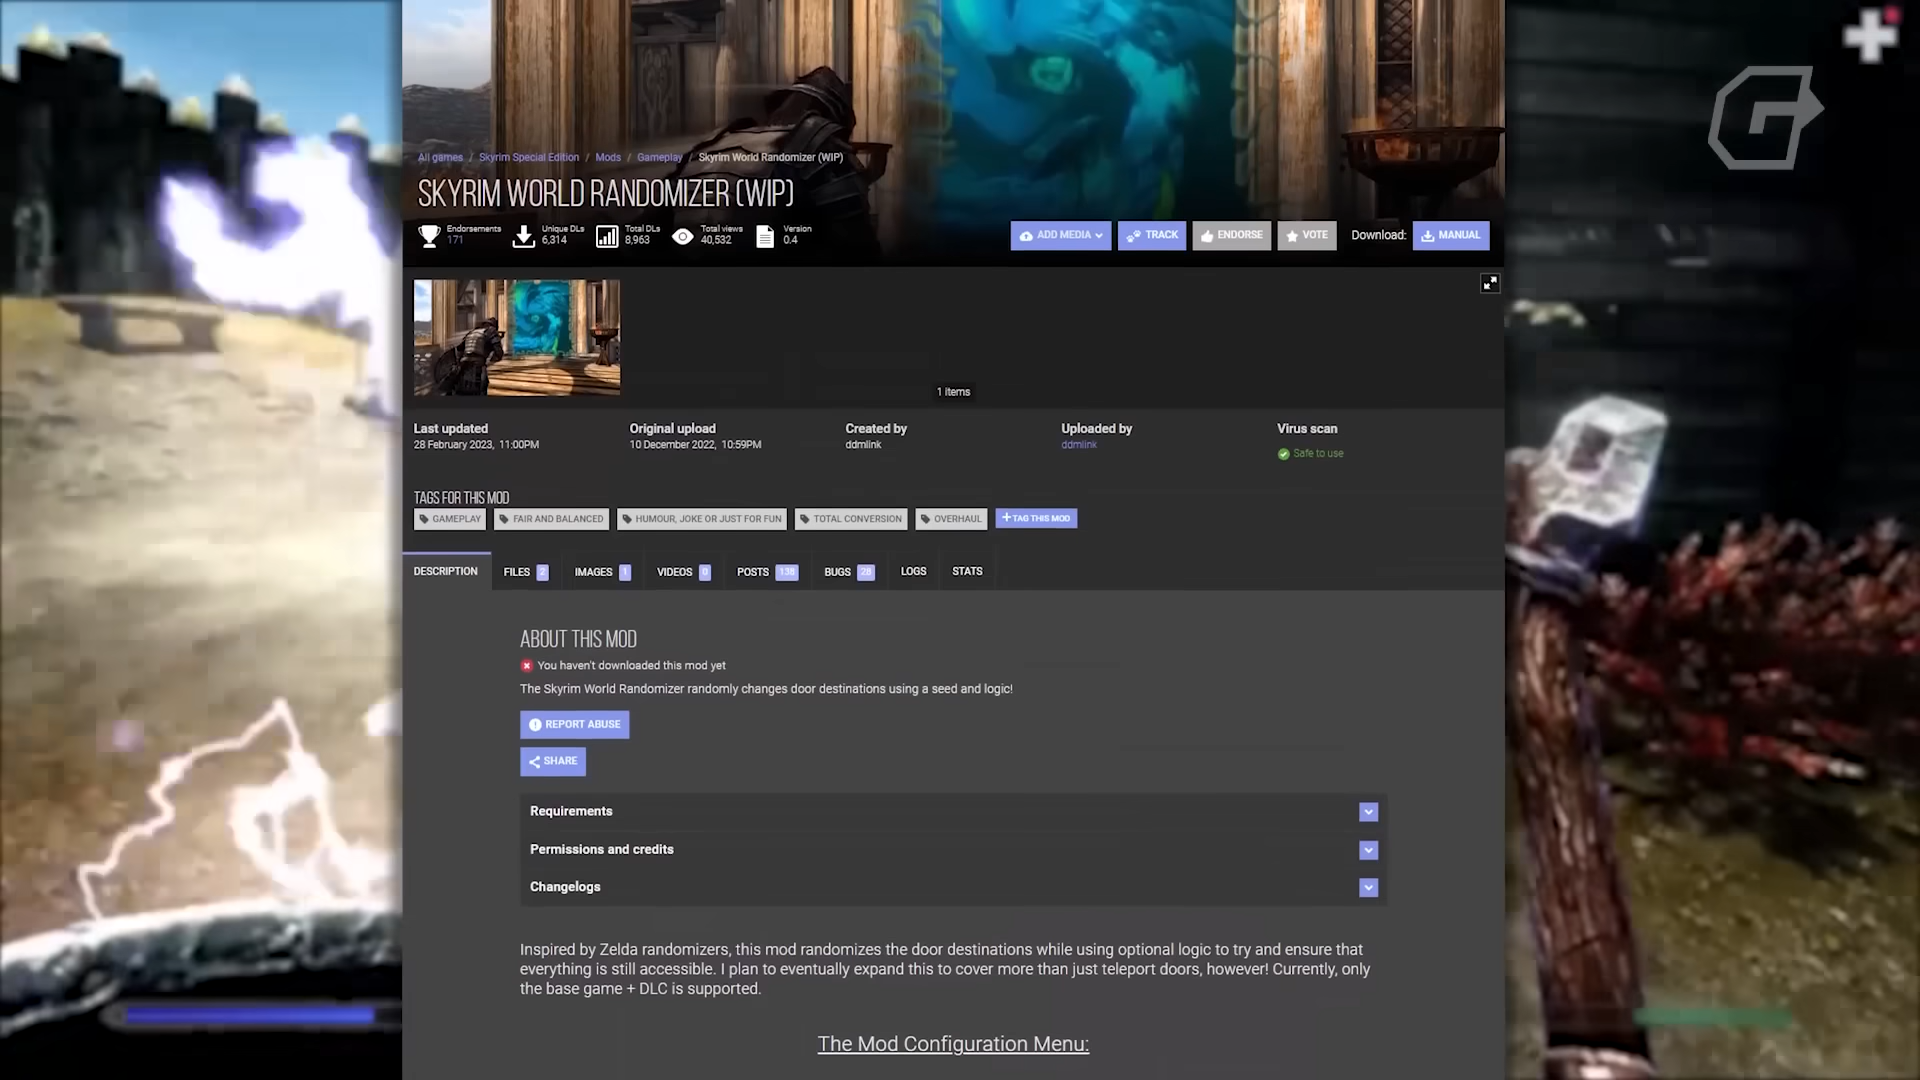 All games / Skyrim Special Edition / Mods / Gameplay / Skyrim World Randomizer (WIP)
SKYRIM WORLD RANDOMIZER (WIP)
Endorsements
171
Unique DLs
6,314
Total DLs
8,963
Total views
40,532
Version
0.4
ADD MEDIA
TRACK
ENDORSE
VOTE
Download:
MANUAL
1 items
Last updated
28 February 2023, 11:00PM
Original upload
10 December 2022, 10:59PM
Created by
ddmlink
Uploaded by
ddmlink
Virus scan
Safe to use
TAGS FOR THIS MOD
GAMEPLAY
FAIR AND BALANCED
HUMOUR, JOKE OR JUST FOR FUN
TOTAL CONVERSION
OVERHAUL
+ TAG THIS MOD
DESCRIPTION
FILES 2
IMAGES 1
VIDEOS 0
POSTS 138
BUGS 28
LOGS
STATS
ABOUT THIS MOD
You haven't downloaded this mod yet
The Skyrim World Randomizer randomly changes door destinations using a seed and logic!
REPORT ABUSE
SHARE
Requirements
Permissions and credits
Changelogs
Inspired by Zelda randomizers, this mod randomizes the door destinations while using optional logic to try and ensure that
everything is still accessible. I plan to eventually expand this to cover more than just teleport doors, however! Currently, only
the base game + DLC is supported.
The Mod Configuration Menu: